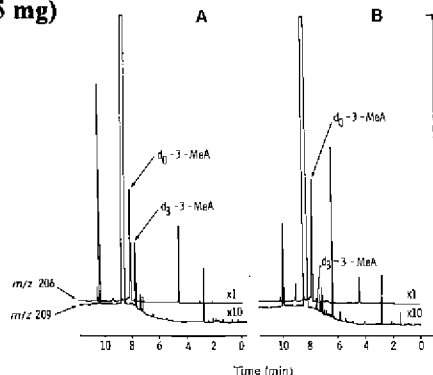 5 mg)
A
B
d0-3-MeA
d0-3-MeA
d3-3-MeA
d3-3-MeA
m/z 206
x1
x1
m/z 209
x10
x10
10 8 6 4 2 0
10 8 6 4 2 0
Time (min)